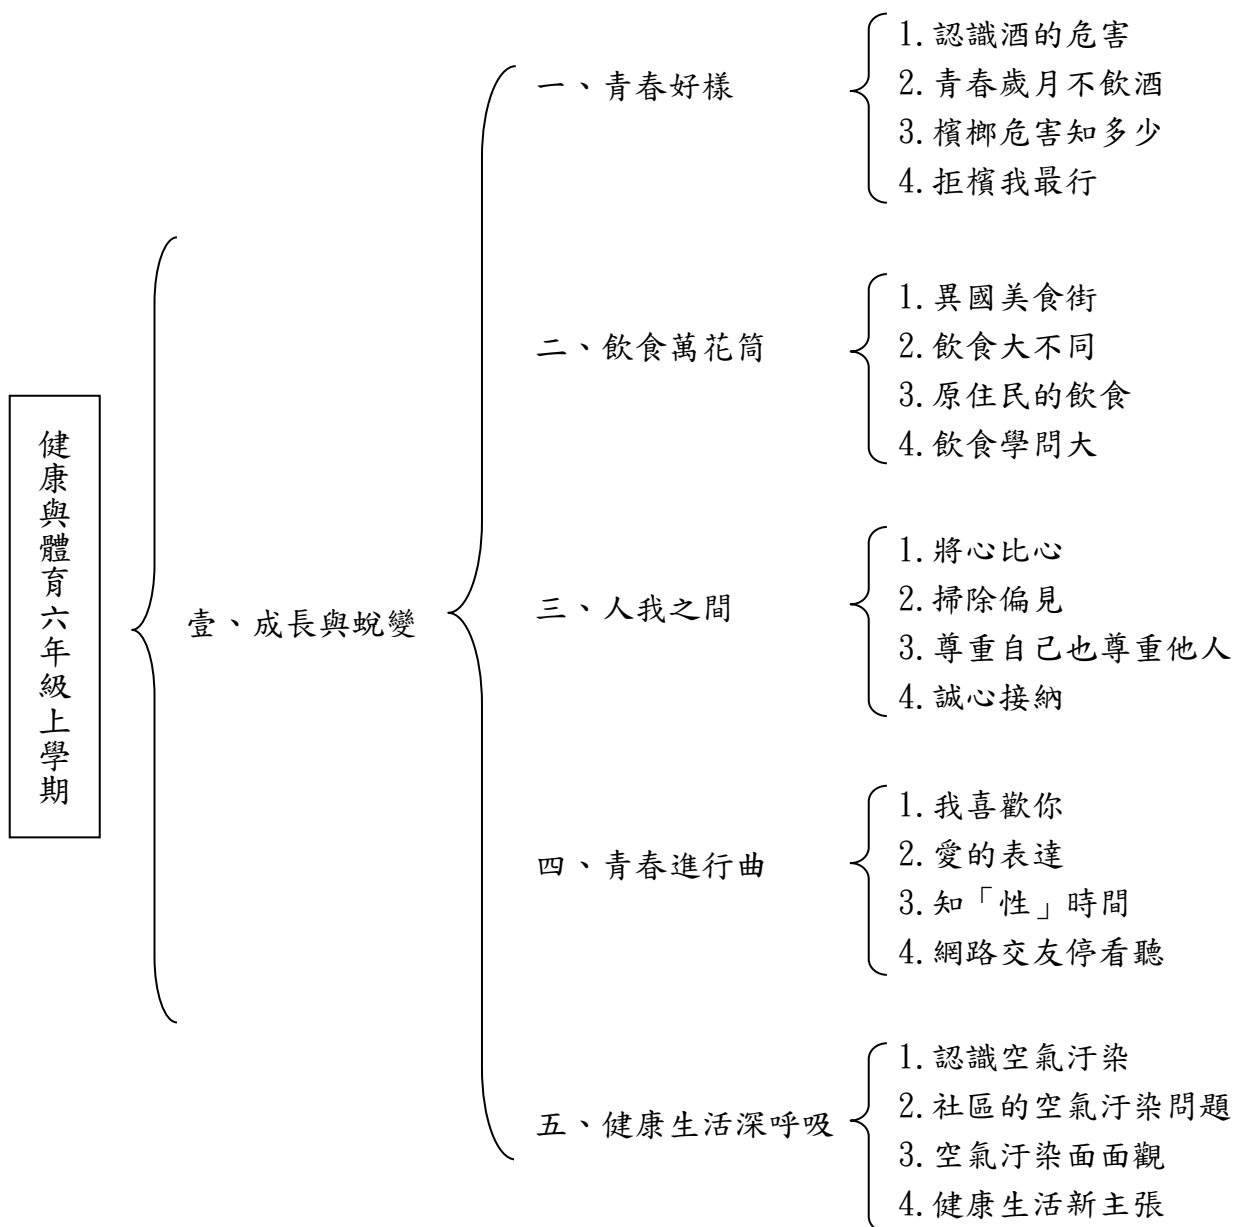 健康與體育六年級上學期
壹、成長與蛻變
一、青春好樣
1.認識酒的危害
2.青春歲月不飲酒
3.檳榔危害知多少
4.拒檳我最行
二、飲食萬花筒
1.異國美食街
2.飲食大不同
3.原住民的飲食
4.飲食學問大
三、人我之間
1.將心比心
2.掃除偏見
3.尊重自己也尊重他人
4.誠心接納
四、青春進行曲
1.我喜歡你
2.愛的表達
3.知「性」時間
4.網路交友停看聽
五、健康生活深呼吸
1.認識空氣汙染
2.社區的空氣汙染問題
3.空氣汙染面面觀
4.健康生活新主張